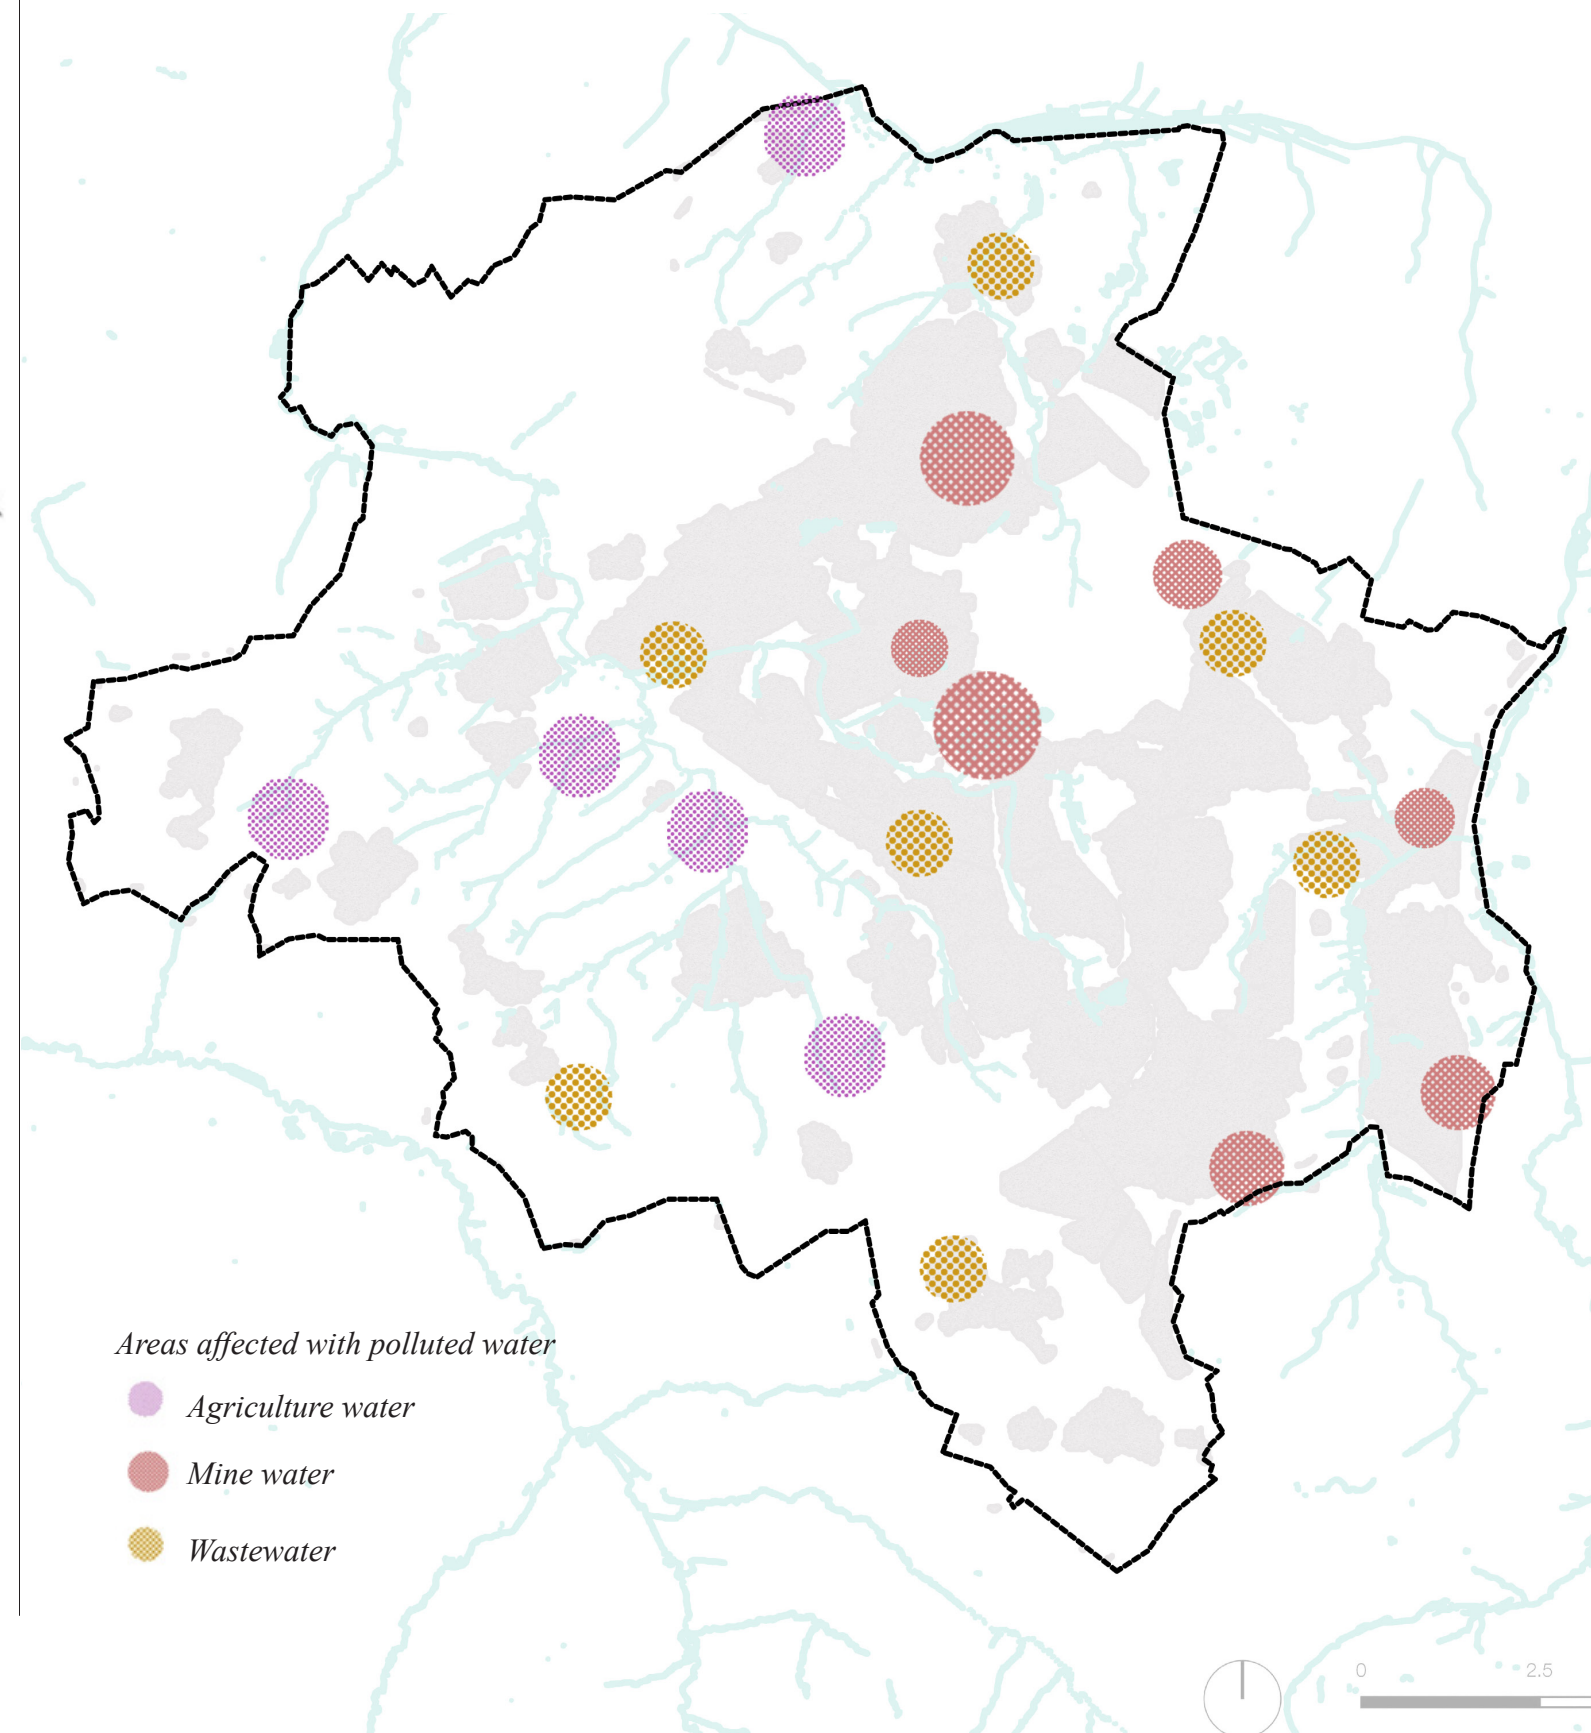 Areas affected with polluted water
Agriculture water
Mine water
Wastewater
0 2.5